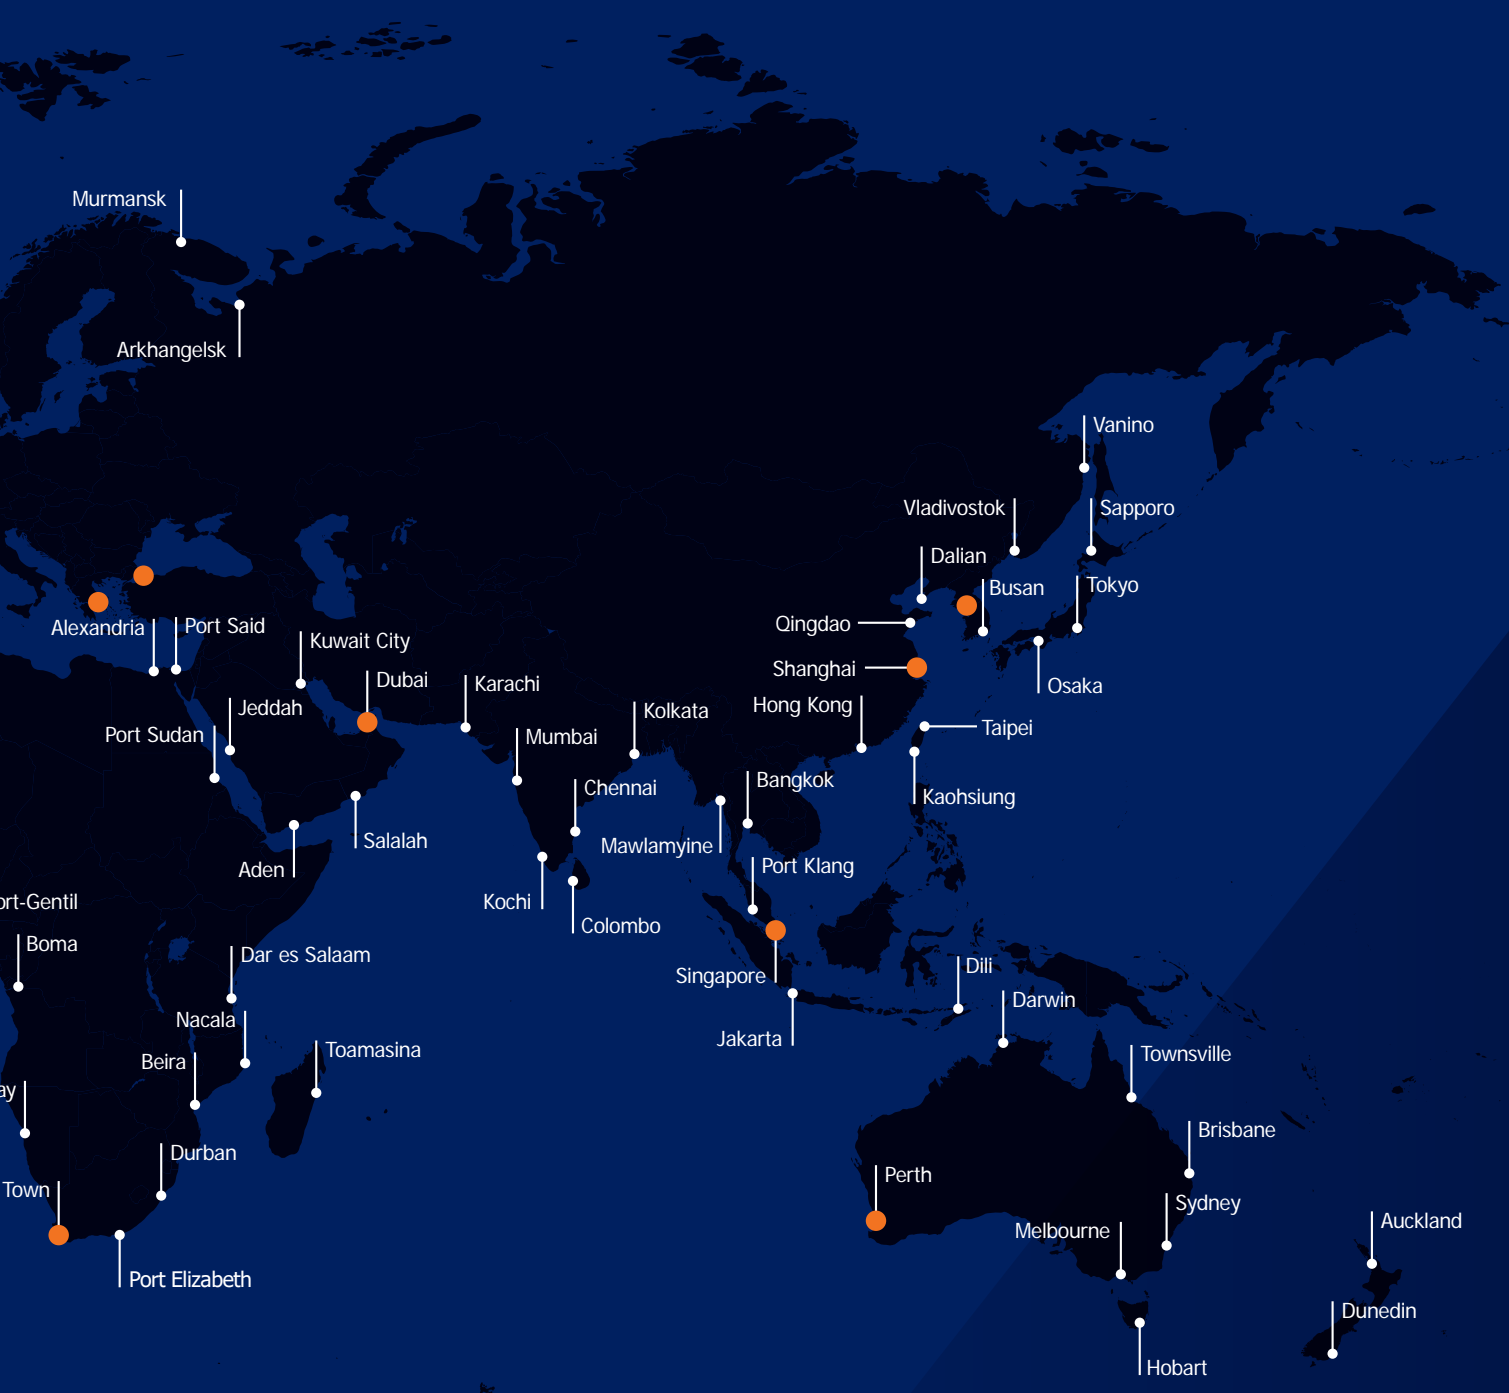 Murmansk
Arkhangelsk
Vanino
Vladivostok
Sapporo
Dalian
Busan
Tokyo
Qingdao
Alexandria
Port Said
Kuwait City
Shanghai
Dubai
Karachi
Osaka
Jeddah
Kolkata
Hong Kong
Port Sudan
Mumbai
Taipei
Bangkok
Chennai
Kaohsiung
Salalah
Mawlamyine
Aden
Port Klang
ort-Gentil
Kochi
Colombo
Boma
Dar es Salaam
Dili
Singapore
Darwin
Nacala
Jakarta
Toamasina
Townsville
Beira
ay
Brisbane
Durban
Perth
Town
Sydney
Auckland
Melbourne
Port Elizabeth
Dunedin
Hobart